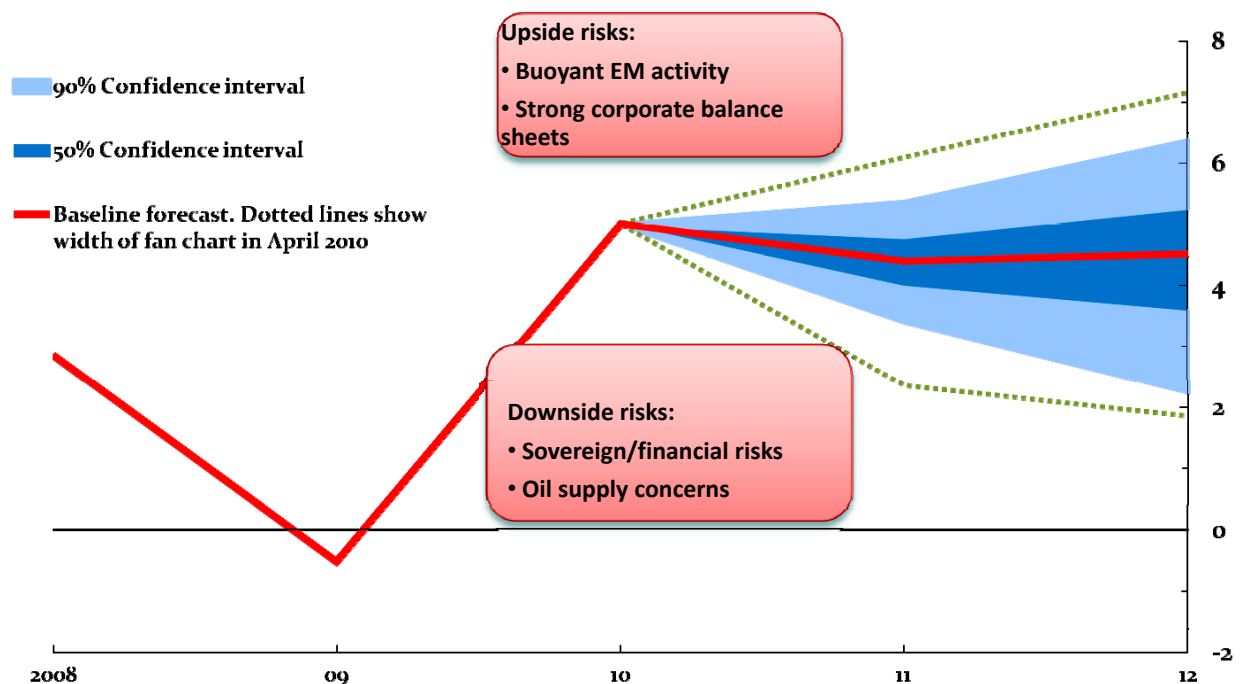 Upside risks:
• Buoyant EM activity
• Strong corporate balance
sheets
90% Confidence interval
50% Confidence interval
Baseline forecast. Dotted lines show
width of fan chart in April 2010
Downside risks:
• Sovereign/financial risks
• Oil supply concerns
8
6
4
2
0
-2
2008 09 10 11 12